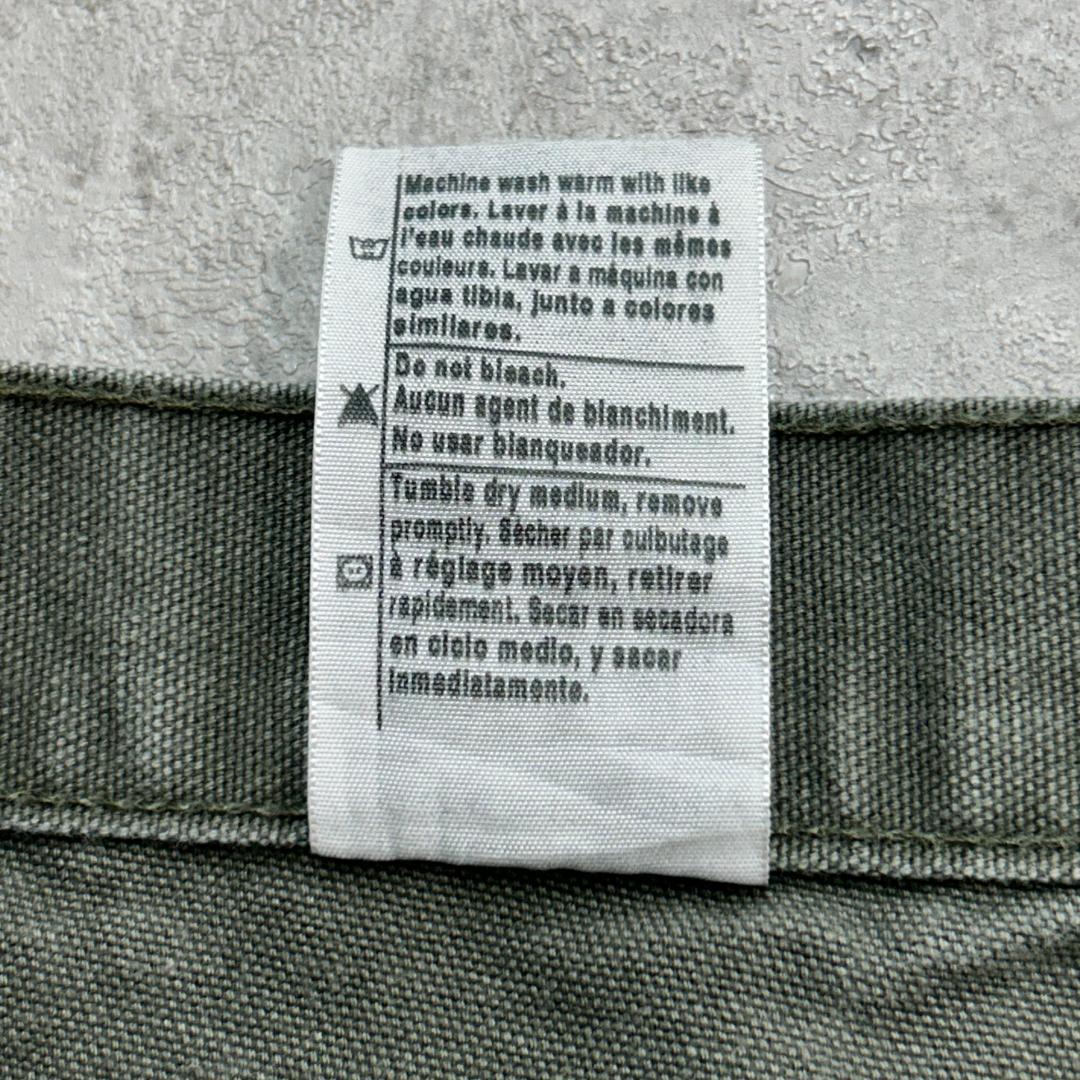 Machine wash warm with like
colors. Laver à la machine à
l'eau chaude avec les mêmes
couleurs. Lavar a máquina con
agua tibia, junto a colores
similares.
Do not bleach.
Aucun agent de blanchiment.
No usar blanqueador.
Tumble dry medium, remove
promptly. Sécher par culbutage
à réglage moyen, retirer
rapidement. Secar en secadora
en ciclo medio, y sacar
inmediatamente.